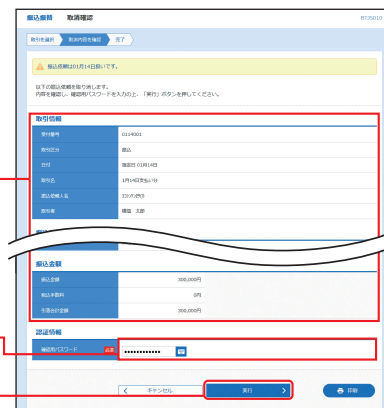 振込振替 取消確認 BTJS010
取引を選択 取消内容を確認 完了
振込依頼は01月14日扱いです。
以下の振込依頼を取り消します。
内容を確認し、確認用パスワードを入力の上、「実行」ボタンを押してください。
取引情報
受付番号 0114001
取引区分 振込
日付 指定日 01月14日
取引名 1月14日支払い分
振込依頼人名
取引者
振込金額
振込金額 300,000円
振込手数料 0円
引落合計金額 300,000円
認証情報
確認用パスワード 必須 ••••••••••••
キャンセル 実行 印刷